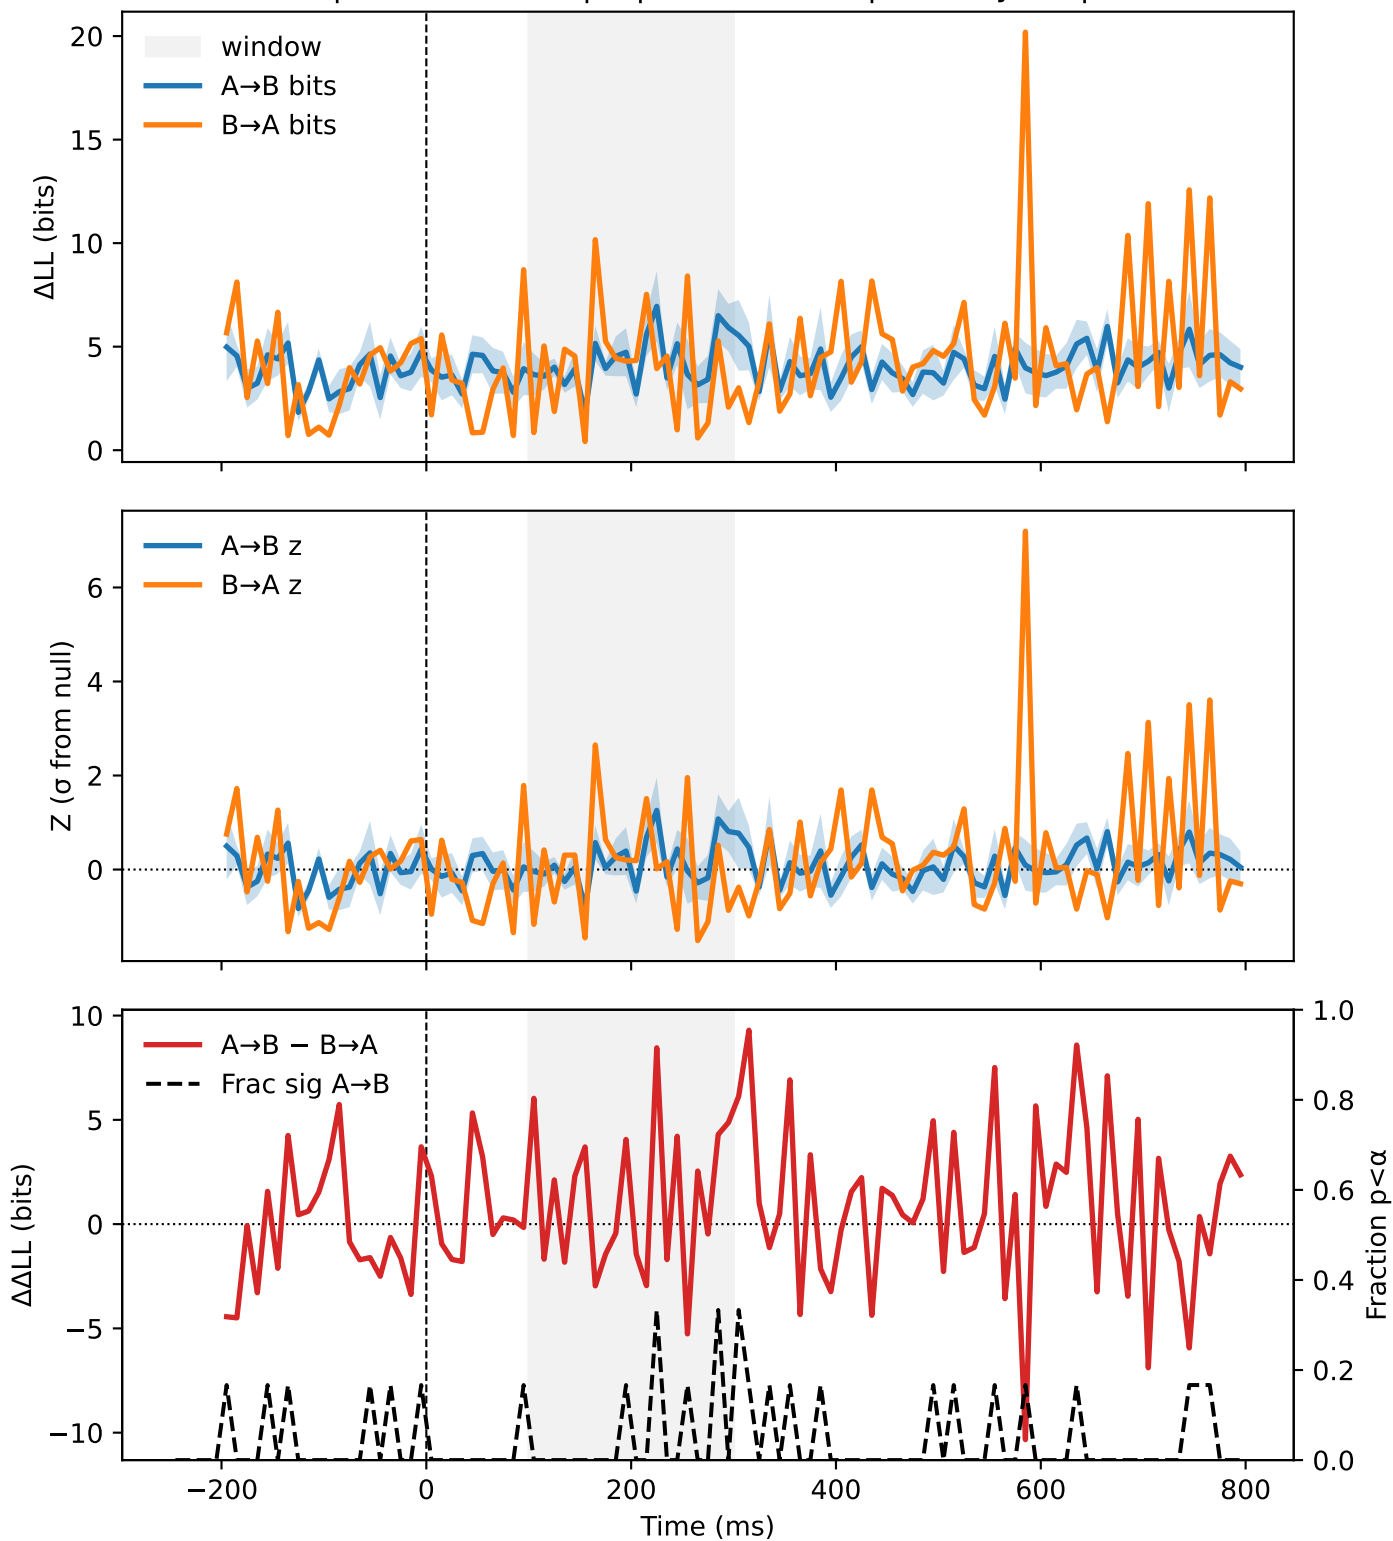 20
15
10
5
0
ΔLL (bits)
window
A→B bits
B→A bits
6
4
2
0
Z (σ from null)
A→B z
B→A z
10
5
0
−5
−10
ΔΔLL (bits)
A→B − B→A
Frac sig A→B
1.0
0.8
0.6
0.4
0.2
0.0
Fraction p<α
−200 0 200 400 600 800
Time (ms)